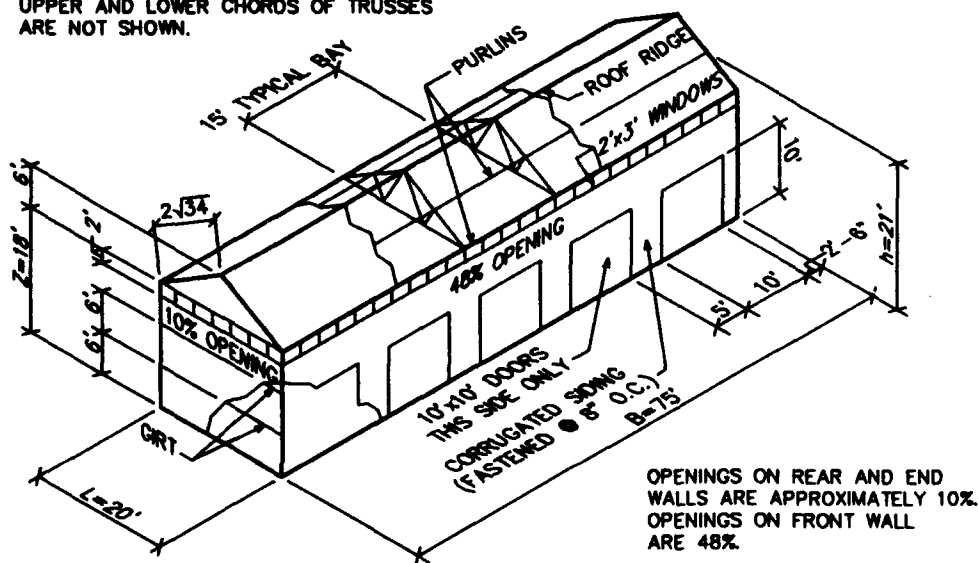 UPPER AND LOWER CHORDS OF TRUSSES
ARE NOT SHOWN.
15' TYPICAL BAY
PURLINS
ROOF RIDGE
2'x3' WINDOWS
6'
2√34
2'
Z=18'
6'
6'
10% OPENING
48% OPENING
10'
h=21'
2'-6"
10'
5'
GIRT
10'x10' DOORS
THIS SIDE ONLY
CORRUGATED SIDING
(FASTENED @ 8" O.C.)
B=75'
L=20'
OPENINGS ON REAR AND END
WALLS ARE APPROXIMATELY 10%.
OPENINGS ON FRONT WALL
ARE 48%.